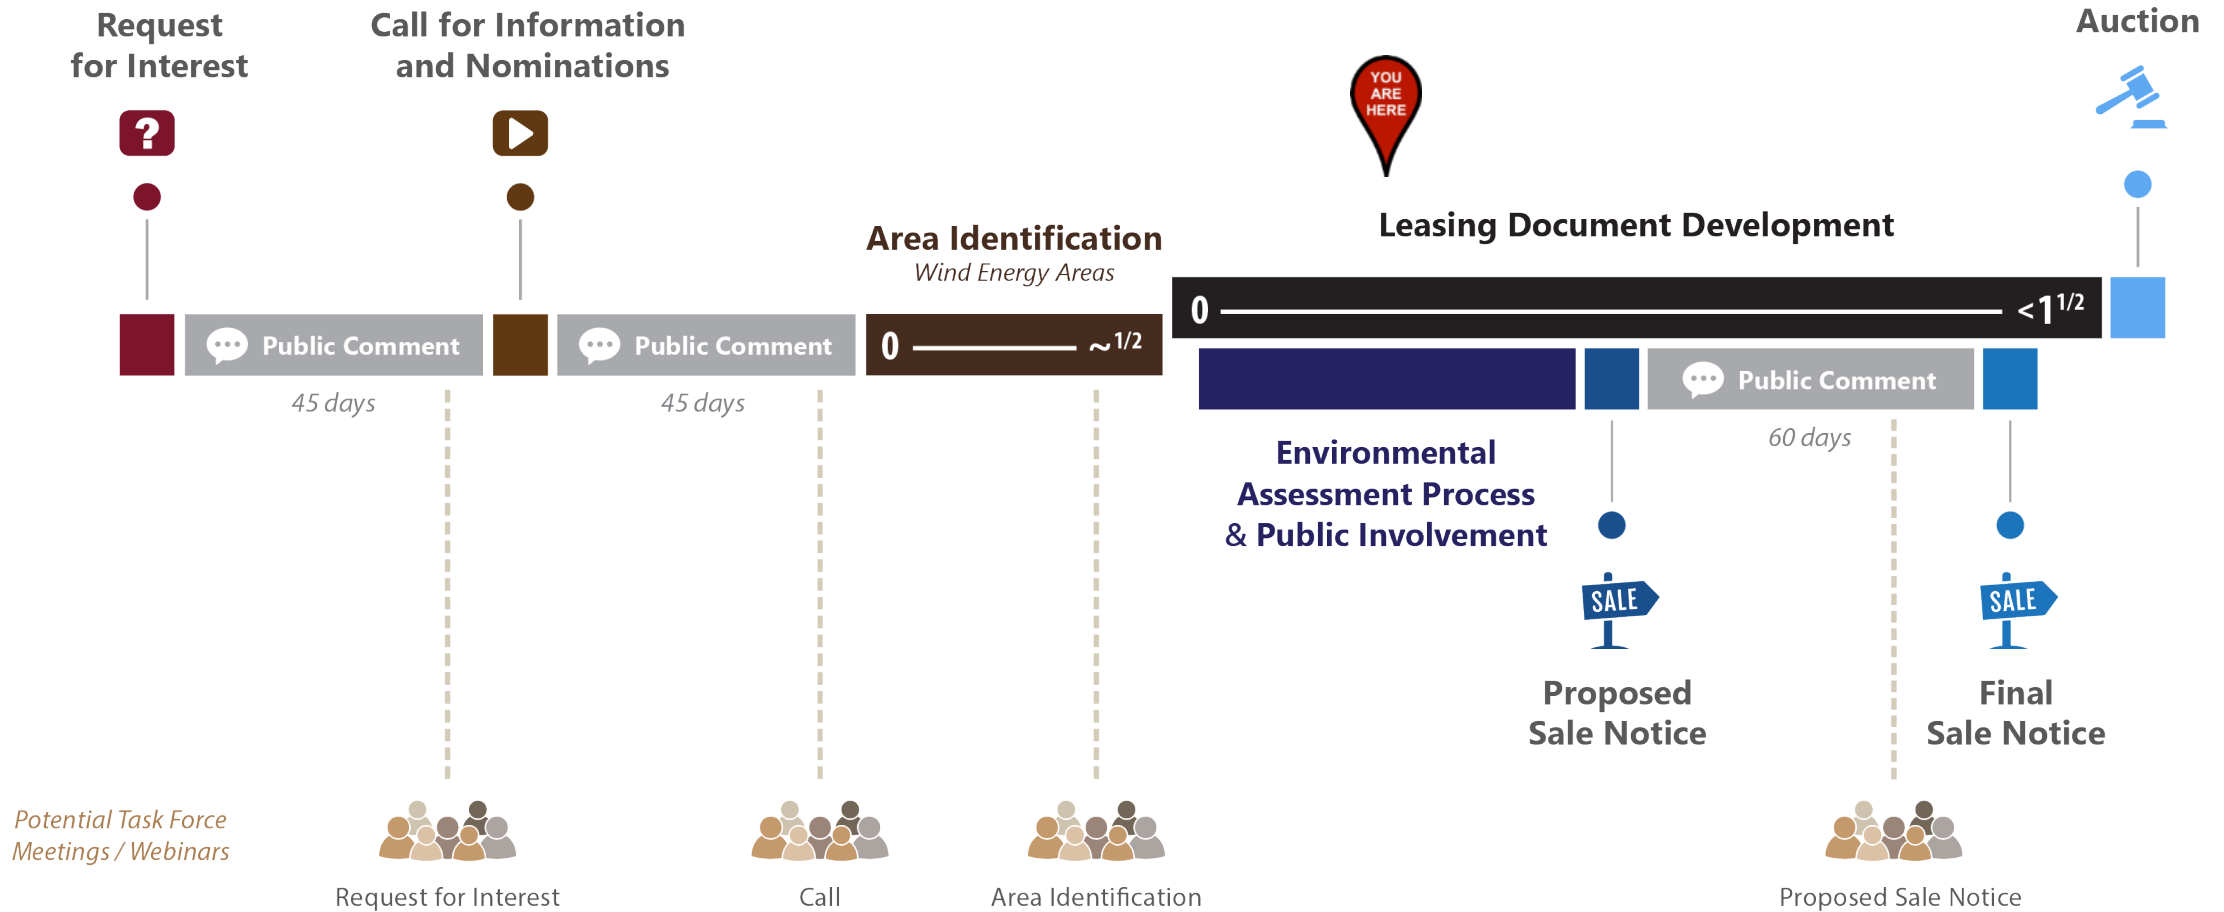 Request
for Interest
Call for Information
and Nominations
Auction
YOU
ARE
HERE
?
Area Identification
Wind Energy Areas
Leasing Document Development
0
<1 1/2
Public Comment
Public Comment
0
~1/2
Public Comment
45 days
45 days
60 days
Environmental
Assessment Process
& Public Involvement
SALE
SALE
Proposed
Sale Notice
Final
Sale Notice
Potential Task Force
Meetings / Webinars
Request for Interest
Call
Area Identification
Proposed Sale Notice